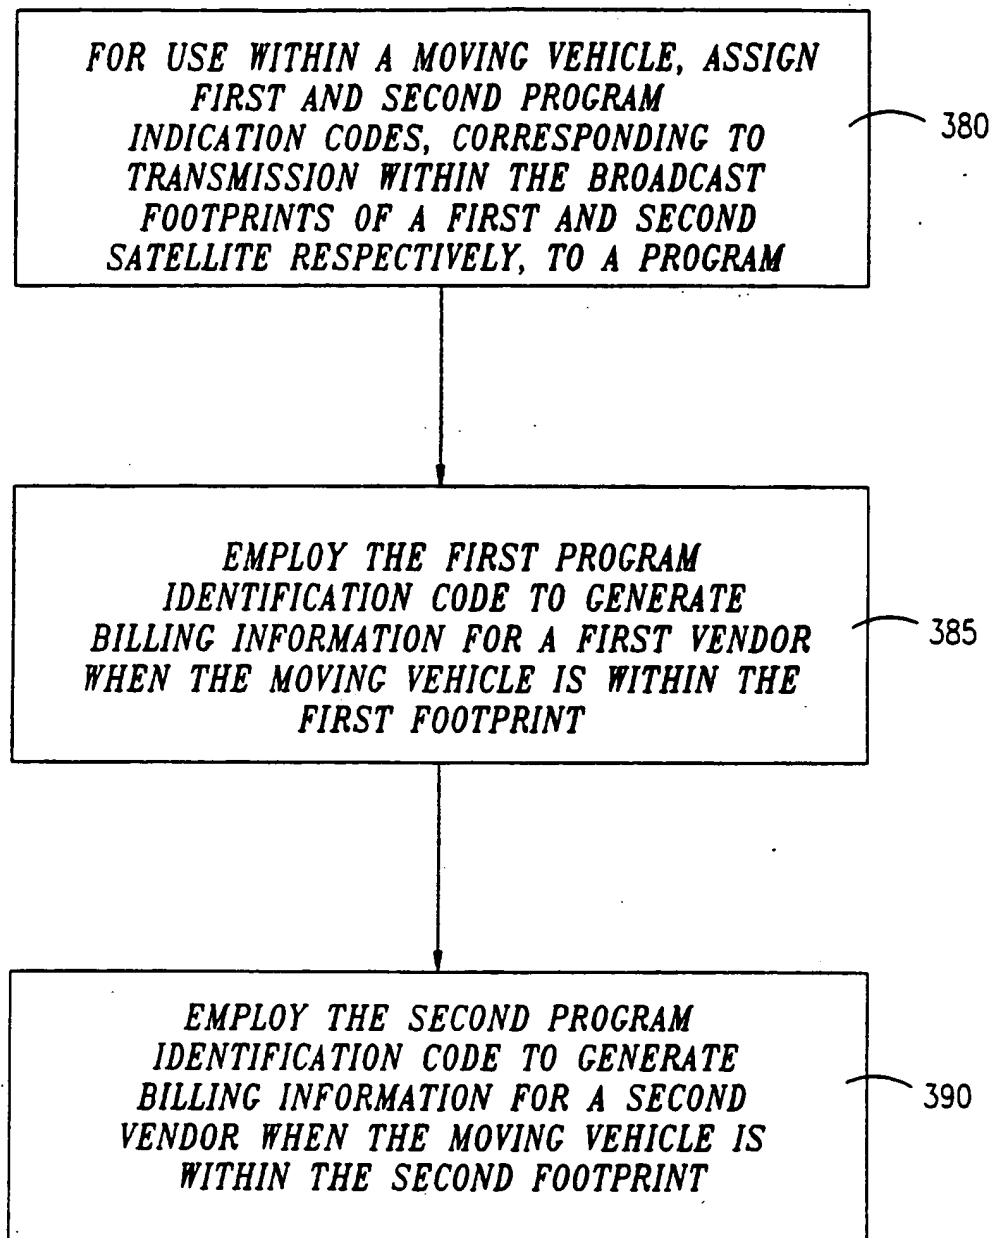 FOR USE WITHIN A MOVING VEHICLE, ASSIGN
FIRST AND SECOND PROGRAM
INDICATION CODES, CORRESPONDING TO
TRANSMISSION WITHIN THE BROADCAST
FOOTPRINTS OF A FIRST AND SECOND
SATELLITE RESPECTIVELY, TO A PROGRAM
380
EMPLOY THE FIRST PROGRAM
IDENTIFICATION CODE TO GENERATE
BILLING INFORMATION FOR A FIRST VENDOR
WHEN THE MOVING VEHICLE IS WITHIN THE
FIRST FOOTPRINT
385
EMPLOY THE SECOND PROGRAM
IDENTIFICATION CODE TO GENERATE
BILLING INFORMATION FOR A SECOND
VENDOR WHEN THE MOVING VEHICLE IS
WITHIN THE SECOND FOOTPRINT
390